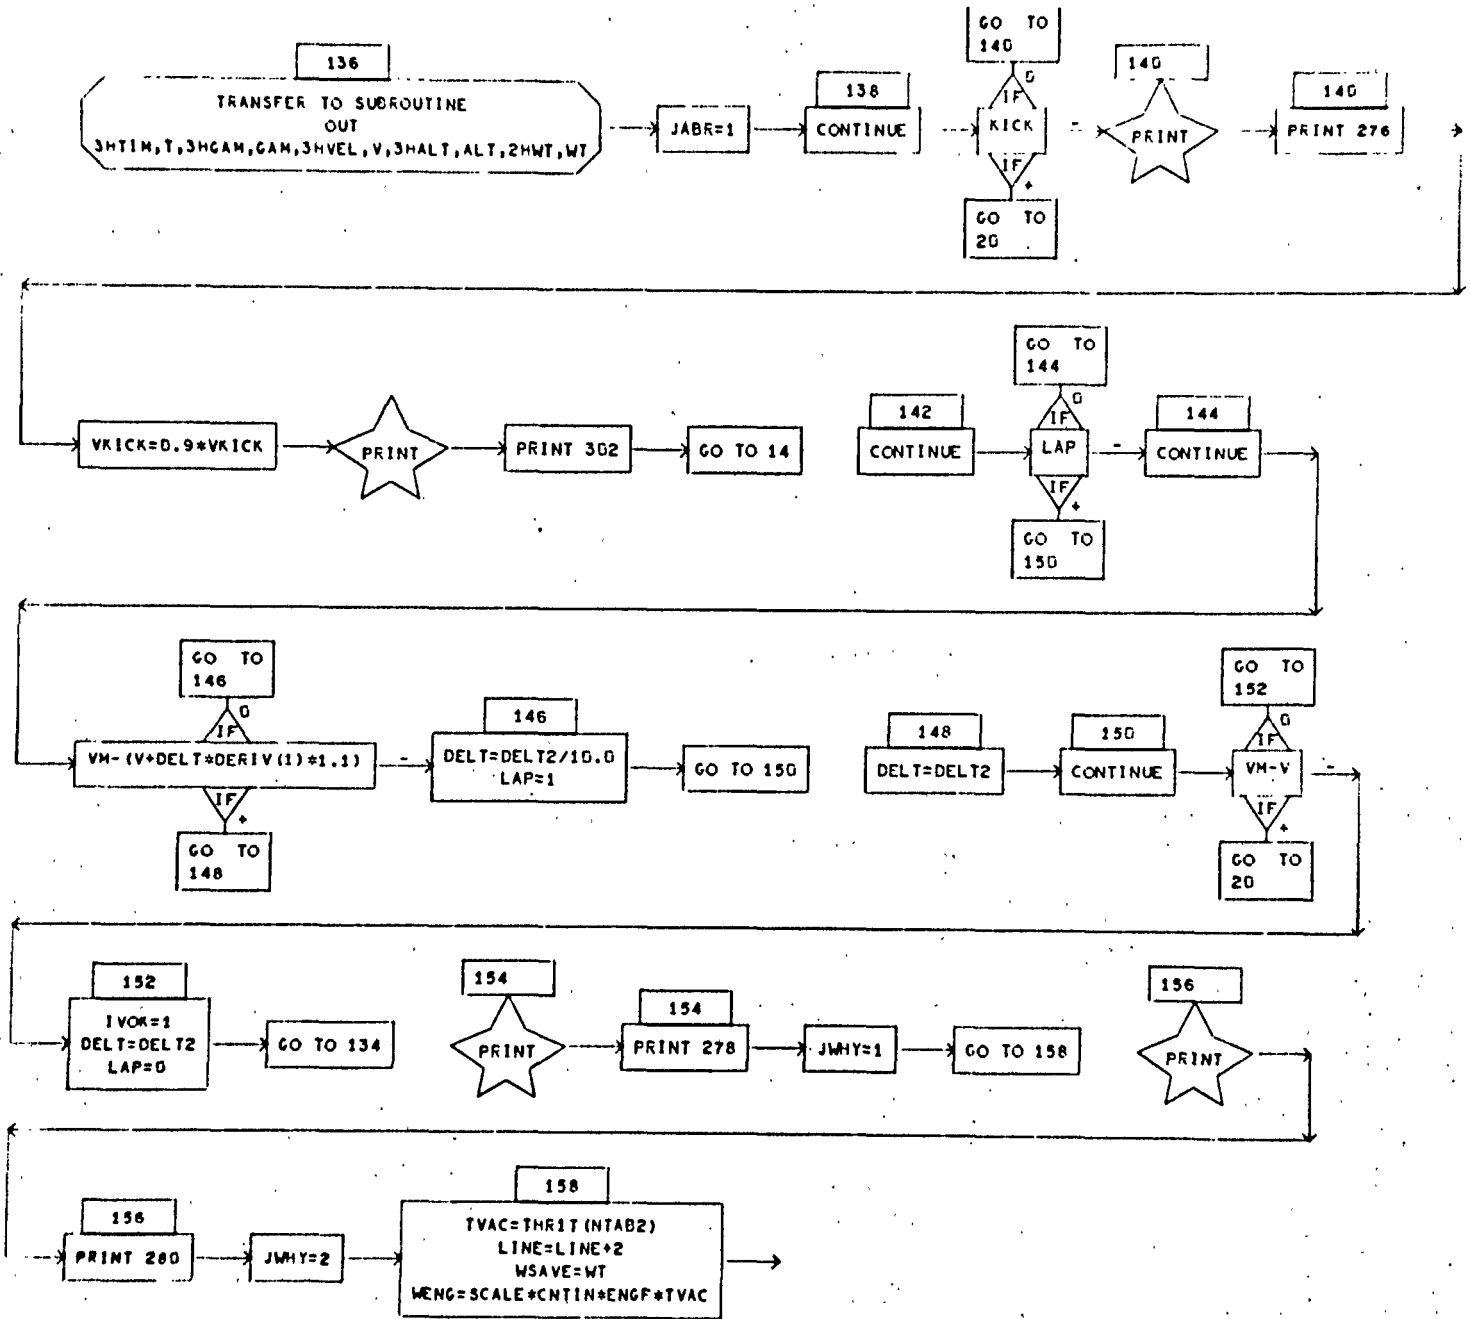 136
TRANSFER TO SUBROUTINE
OUT
3HTIM,T,3HGAM,GAM,3HVEL,V,3HALT,ALT,2HWT,WT
JABR=1
138
CONTINUE
GO TO
140
0
IF
KICK
-
IF
+
GO TO
20
140
PRINT
140
PRINT 276
VKICK=0.9*VKICK
PRINT
PRINT 302
GO TO 14
142
CONTINUE
GO TO
144
0
IF
LAP
-
IF
+
GO TO
150
144
CONTINUE
GO TO
146
0
IF
VM-(V+DELT*DERIV(1)*1.1)
-
IF
+
GO TO
148
146
DELT=DELT2/10.0
LAP=1
GO TO 150
148
DELT=DELT2
150
CONTINUE
GO TO
152
0
IF
VM-V
-
IF
+
GO TO
20
152
IVOK=1
DELT=DELT2
LAP=0
GO TO 134
154
PRINT
154
PRINT 278
JWHY=1
GO TO 158
156
PRINT
156
PRINT 280
JWHY=2
158
TVAC=THR1T(NTAB2)
LINE=LINE+2
WSAVE=WT
WENG=SCALE*CNTIN*ENGF*TVAC